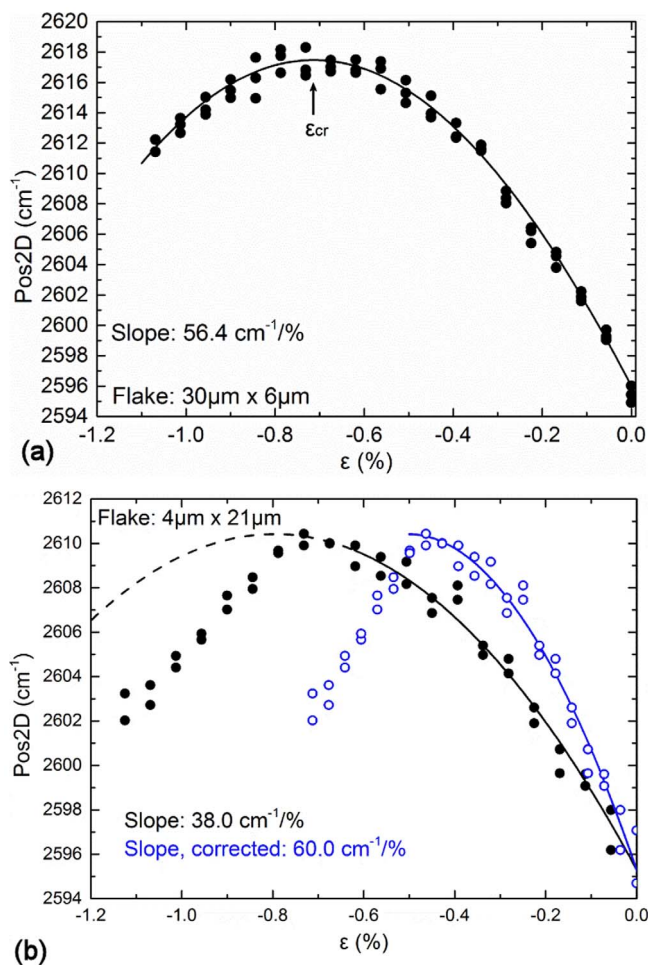 2620
2618
2616
2614
2612
2610
2608
2606
2604
2602
2600
2598
2596
2594
Pos2D (cm⁻¹)
εcr
Slope: 56.4 cm⁻¹/%
Flake: 30µm x 6µm
-1.2 -1.0 -0.8 -0.6 -0.4 -0.2 0.0
(a) ε (%)
2612
2610
2608
2606
2604
2602
2600
2598
2596
2594
Pos2D (cm⁻¹)
Flake: 4µm x 21µm
Slope: 38.0 cm⁻¹/%
Slope, corrected: 60.0 cm⁻¹/%
-1.2 -1.0 -0.8 -0.6 -0.4 -0.2 0.0
(b) ε (%)